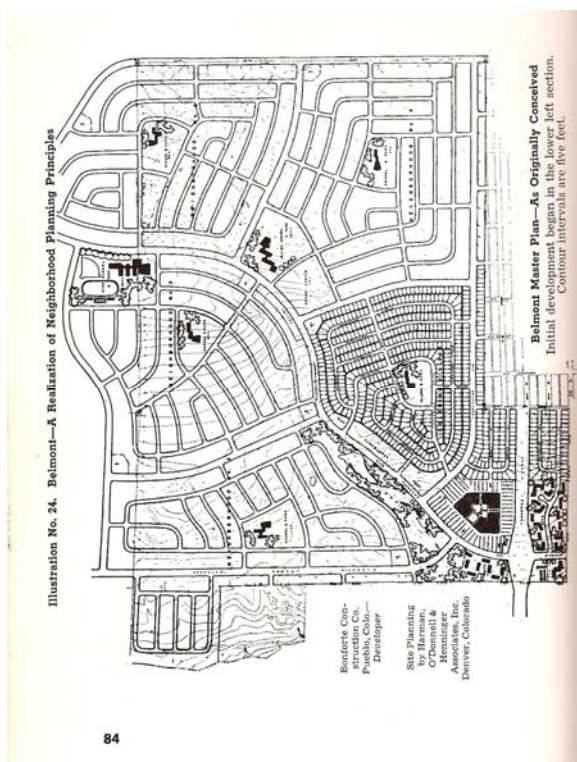 Illustration No. 24. Belmont—A Realization of Neighborhood Planning Principles
Bonforte Con-
struction Co.
Pueblo, Colo.—
Developer
Site Planning
by Harman,
O'Donnell &
Henninger
Associates, Inc.
Denver, Colorado
Belmont Master Plan—As Originally Conceived
Initial development began in the lower left section.
Contour intervals are five feet.
84